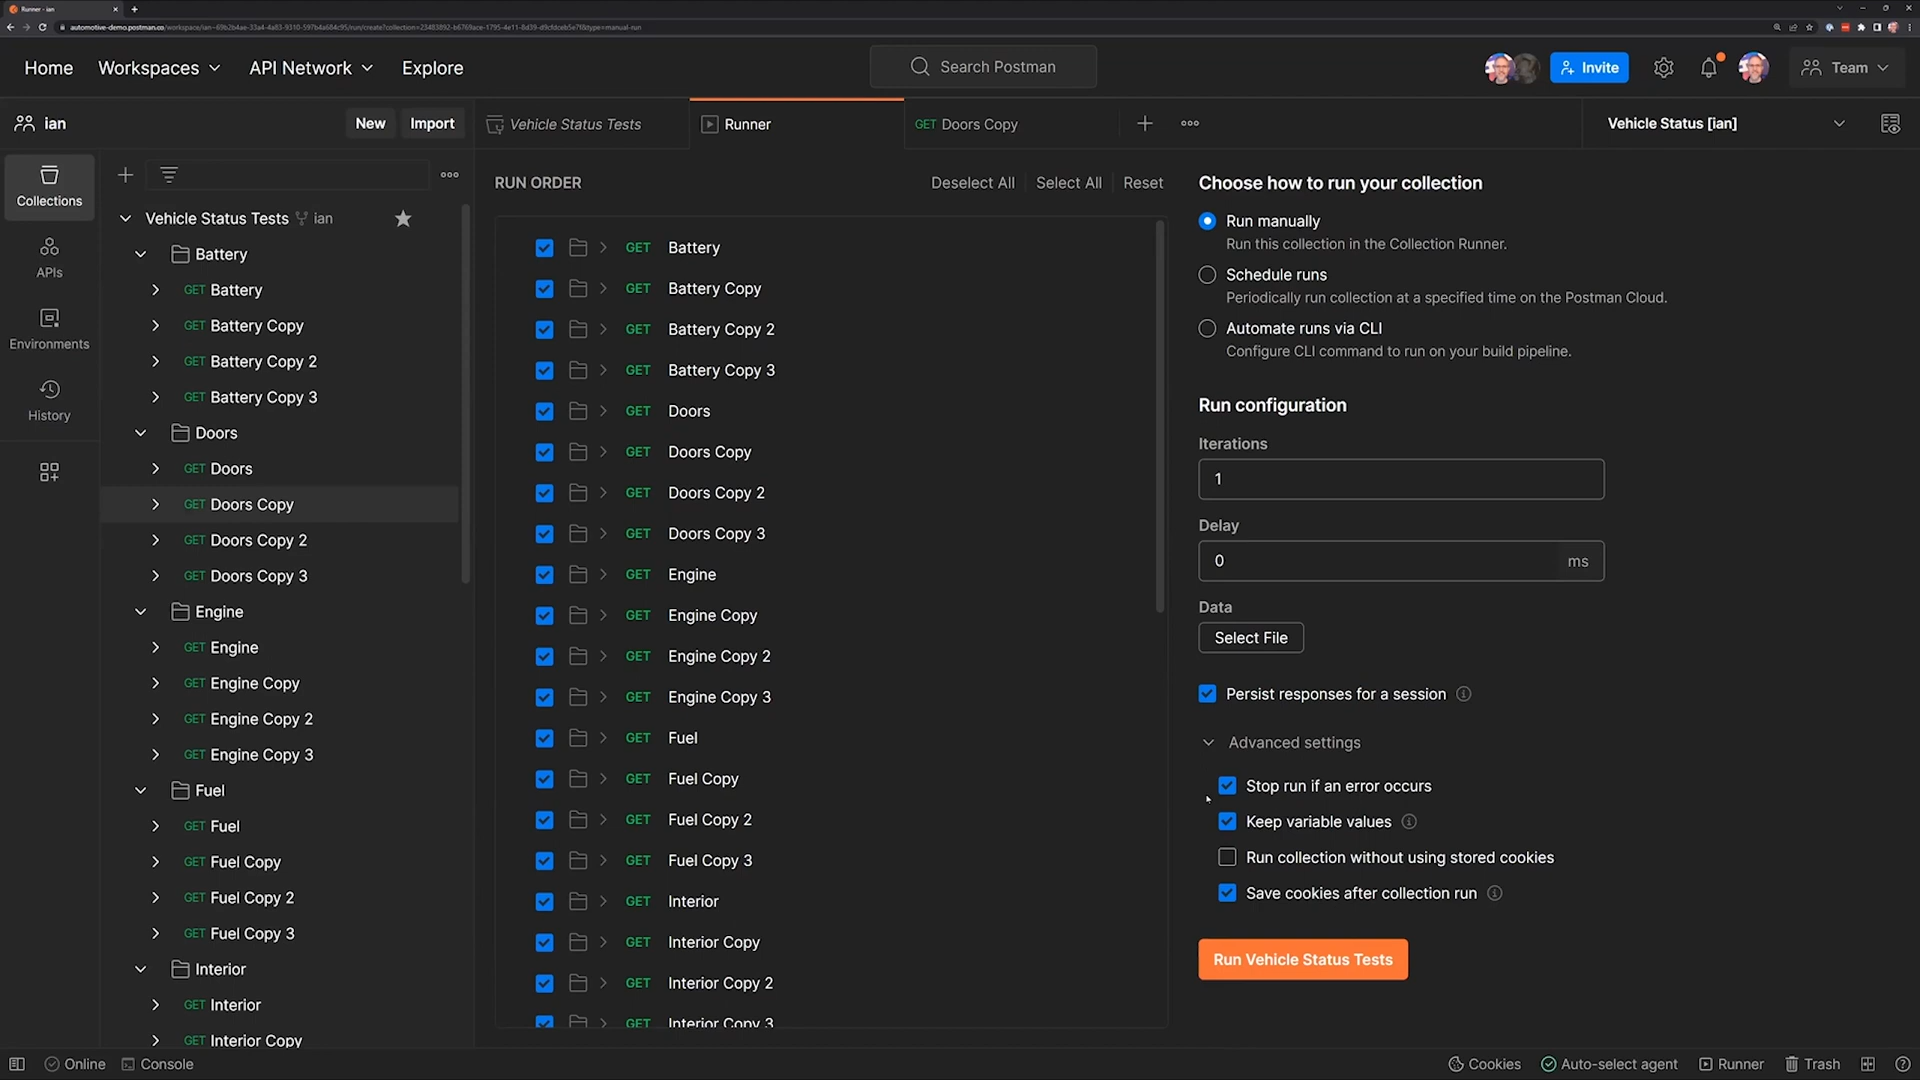 Runner - ian
automotive-demo.postman.co
Home
Workspaces
API Network
Explore
Search Postman
Invite
Team
ian
New
Import
Vehicle Status Tests
Runner
GET Doors Copy
Vehicle Status [ian]
Collections
APIs
Environments
History
Vehicle Status Tests ian
Battery
GET Battery
GET Battery Copy
GET Battery Copy 2
GET Battery Copy 3
Doors
GET Doors
GET Doors Copy
GET Doors Copy 2
GET Doors Copy 3
Engine
GET Engine
GET Engine Copy
GET Engine Copy 2
GET Engine Copy 3
Fuel
GET Fuel
GET Fuel Copy
GET Fuel Copy 2
GET Fuel Copy 3
Interior
GET Interior
GET Interior Copy
RUN ORDER
Deselect All
Select All
Reset
GET Battery
GET Battery Copy
GET Battery Copy 2
GET Battery Copy 3
GET Doors
GET Doors Copy
GET Doors Copy 2
GET Doors Copy 3
GET Engine
GET Engine Copy
GET Engine Copy 2
GET Engine Copy 3
GET Fuel
GET Fuel Copy
GET Fuel Copy 2
GET Fuel Copy 3
GET Interior
GET Interior Copy
GET Interior Copy 2
GET Interior Copy 3
Choose how to run your collection
Run manually
Run this collection in the Collection Runner.
Schedule runs
Periodically run collection at a specified time on the Postman Cloud.
Automate runs via CLI
Configure CLI command to run on your build pipeline.
Run configuration
Iterations
1
Delay
0 ms
Data
Select File
Persist responses for a session
Advanced settings
Stop run if an error occurs
Keep variable values
Run collection without using stored cookies
Save cookies after collection run
Run Vehicle Status Tests
Online
Console
Cookies
Auto-select agent
Runner
Trash